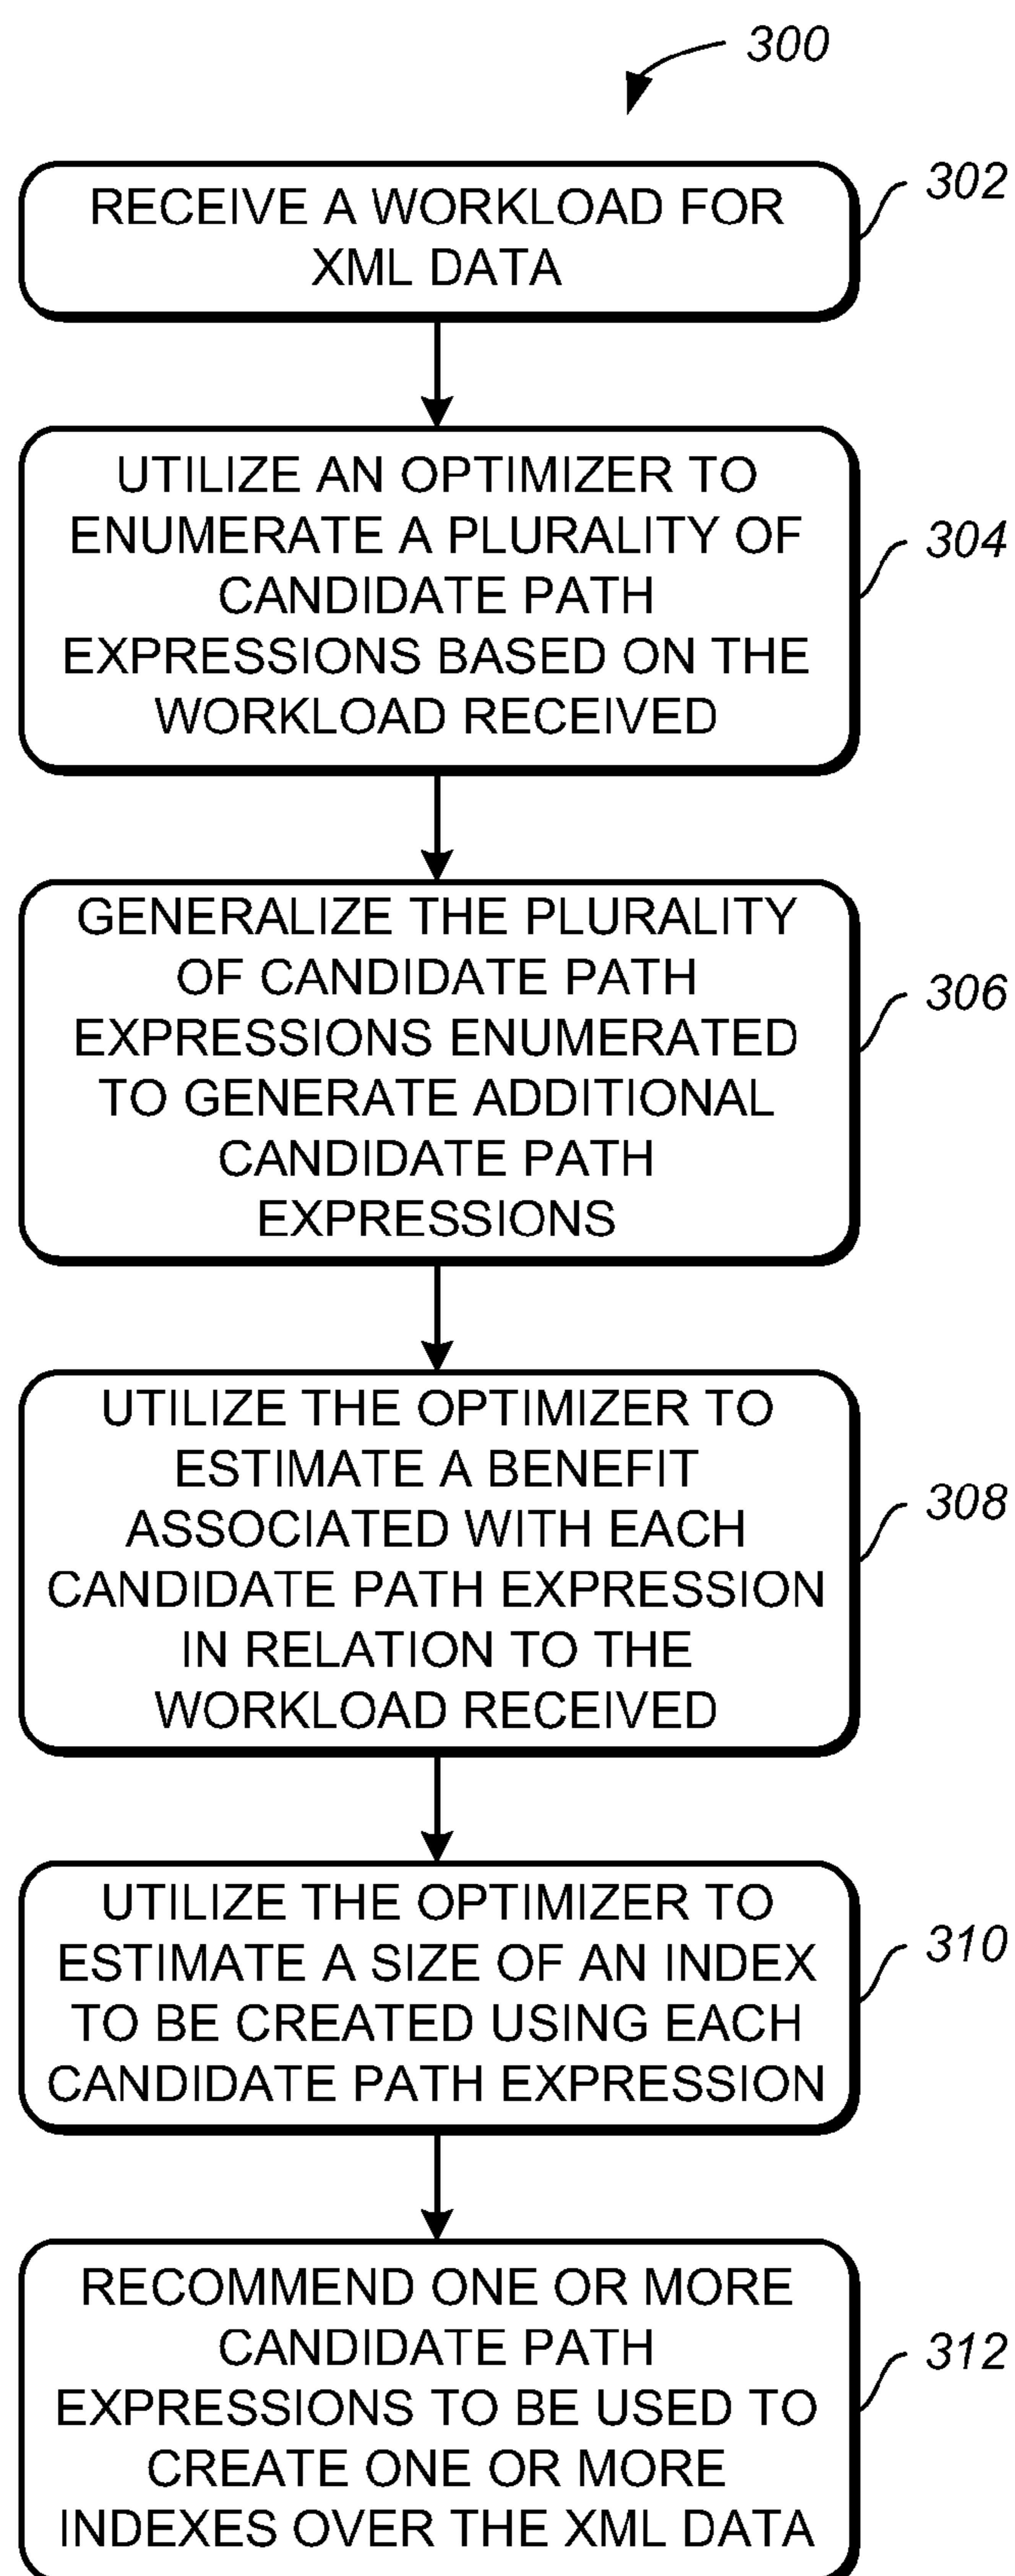 300
RECEIVE A WORKLOAD FOR
XML DATA
302
UTILIZE AN OPTIMIZER TO
ENUMERATE A PLURALITY OF
CANDIDATE PATH
EXPRESSIONS BASED ON THE
WORKLOAD RECEIVED
304
GENERALIZE THE PLURALITY
OF CANDIDATE PATH
EXPRESSIONS ENUMERATED
TO GENERATE ADDITIONAL
CANDIDATE PATH
EXPRESSIONS
306
UTILIZE THE OPTIMIZER TO
ESTIMATE A BENEFIT
ASSOCIATED WITH EACH
CANDIDATE PATH EXPRESSION
IN RELATION TO THE
WORKLOAD RECEIVED
308
UTILIZE THE OPTIMIZER TO
ESTIMATE A SIZE OF AN INDEX
TO BE CREATED USING EACH
CANDIDATE PATH EXPRESSION
310
RECOMMEND ONE OR MORE
CANDIDATE PATH
EXPRESSIONS TO BE USED TO
CREATE ONE OR MORE
INDEXES OVER THE XML DATA
312